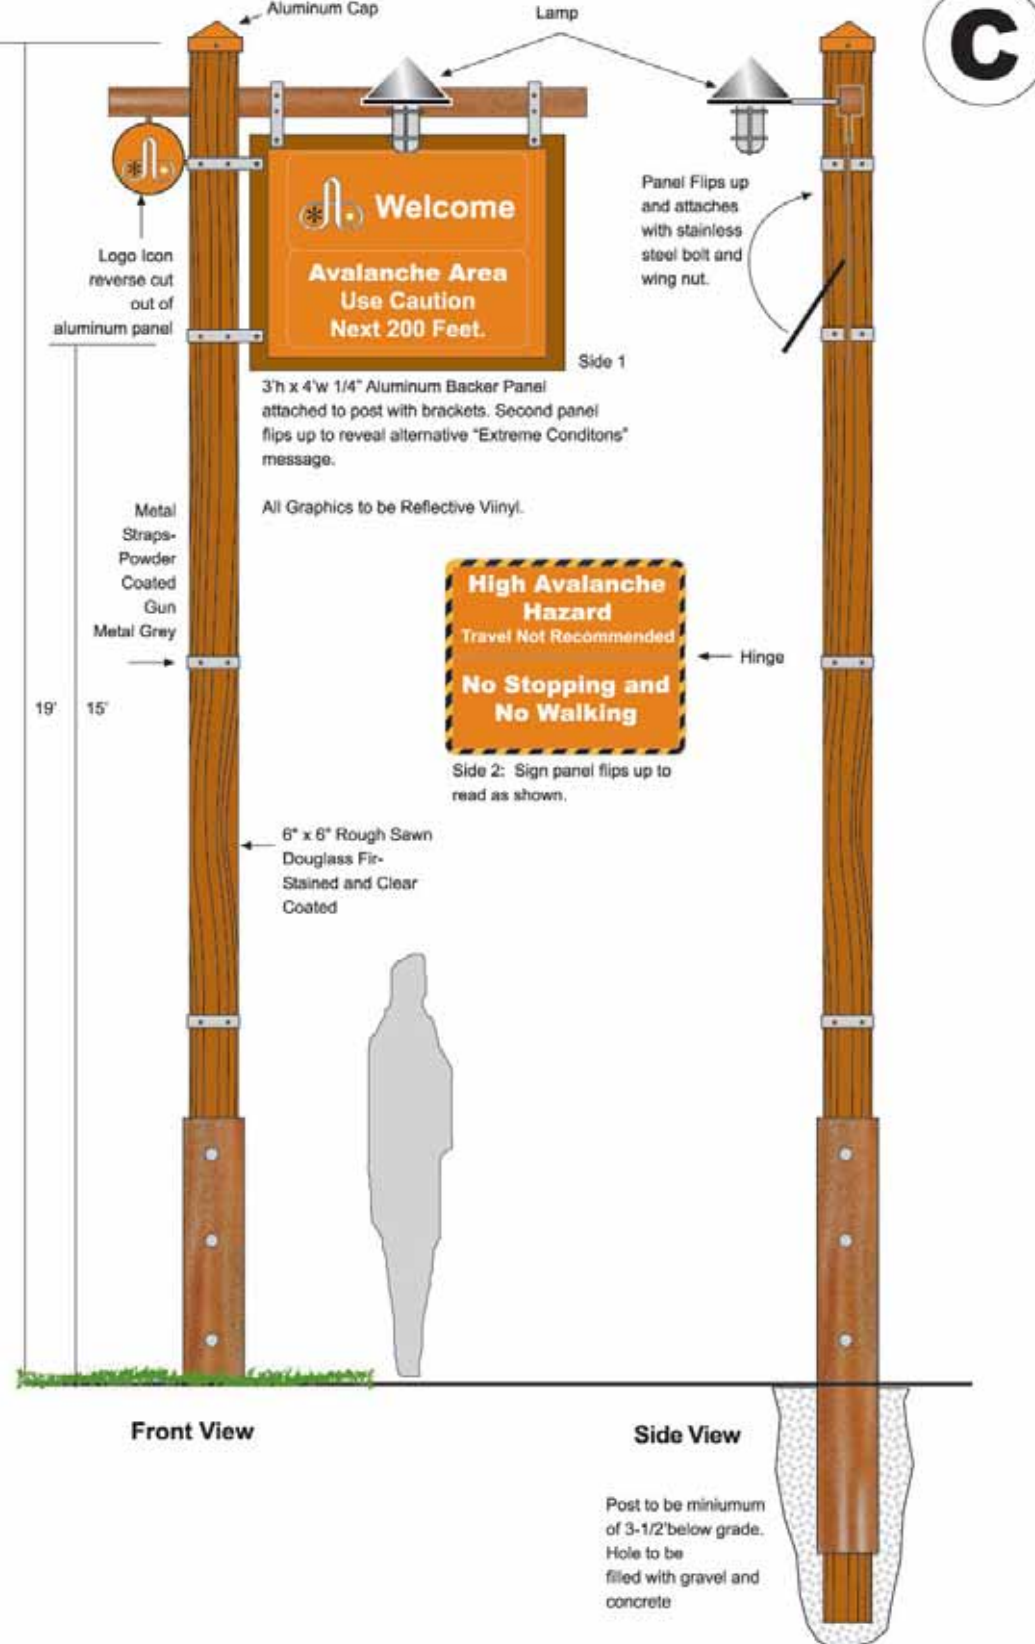 Aluminum Cap
Lamp
C
Welcome
Avalanche Area
Use Caution
Next 200 Feet.
Side 1
Logo Icon
reverse cut
out of
aluminum panel
Panel Flips up
and attaches
with stainless
steel bolt and
wing nut.
3'h x 4'w 1/4" Aluminum Backer Panel
attached to post with brackets. Second panel
flips up to reveal alternative "Extreme Conditons"
message.
All Graphics to be Reflective Viinyl.
Metal
Straps-
Powder
Coated
Gun
Metal Grey
High Avalanche
Hazard
Travel Not Recommended
No Stopping and
No Walking
Hinge
19'
15'
Side 2: Sign panel flips up to
read as shown.
6" x 6" Rough Sawn
Douglass Fir-
Stained and Clear
Coated
Front View
Side View
Post to be miniumum
of 3-1/2'below grade.
Hole to be
filled with gravel and
concrete